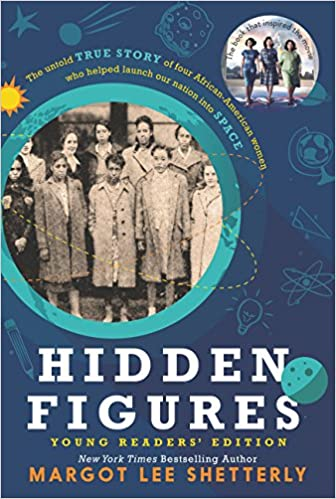 The book that inspired the movie
The untold TRUE STORY of four African-American women
who helped launch our nation into SPACE
HIDDEN
FIGURES
YOUNG READERS' EDITION
New York Times Bestselling Author
MARGOT LEE SHETTERLY